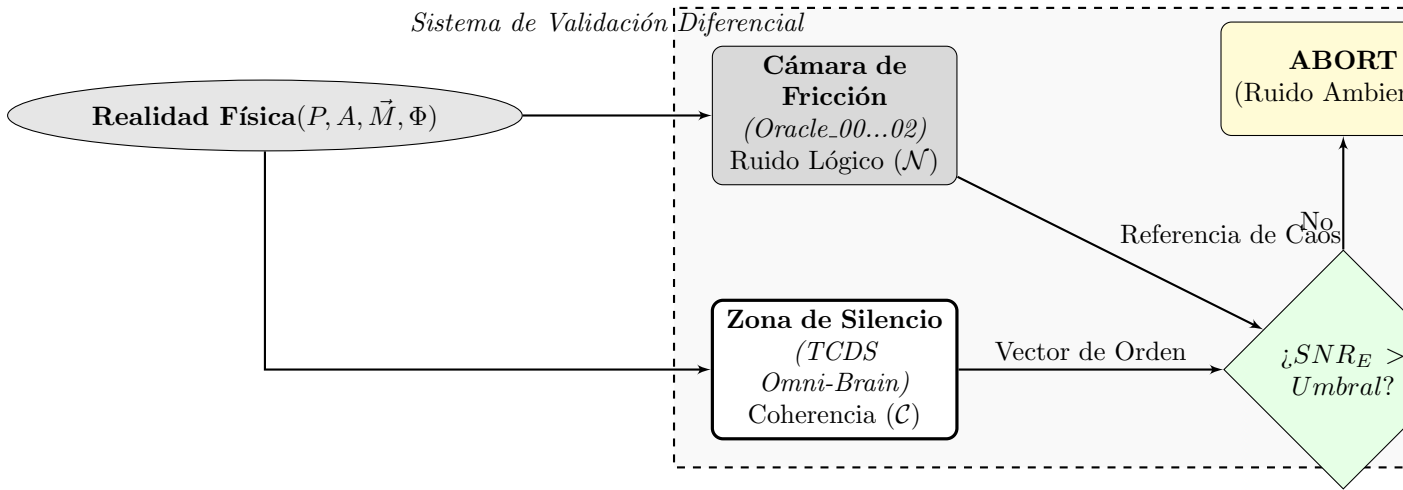 Sistema de Validación Diferencial
Realidad Física(P, A, M⃗, Φ)
Cámara de
Fricción
(Oracle_00...02)
Ruido Lógico (𝒩)
ABORT
(Ruido Ambien
No
Referencia de Caos
Zona de Silencio
(TCDS
Omni-Brain)
Coherencia (𝒞)
Vector de Orden
¿SNR_E >
Umbral?